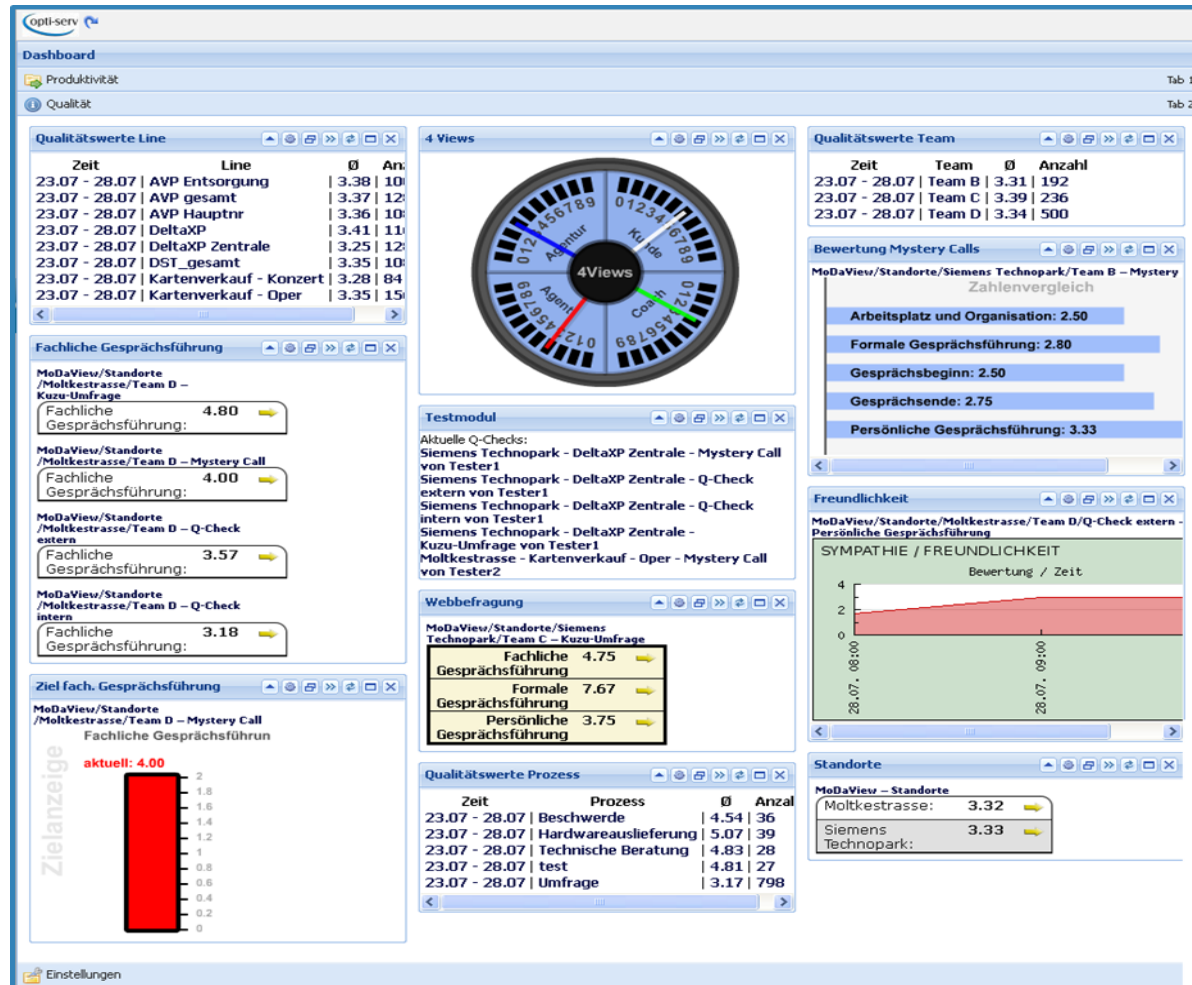 opti-serv
Dashboard
Produktivität
Tab 1
Qualität
Tab 2
Qualitätswerte Line
Zeit Line Ø An
23.07 - 28.07 | AVP Entsorgung | 3.38 | 10
23.07 - 28.07 | AVP gesamt | 3.37 | 12
23.07 - 28.07 | AVP Hauptnr | 3.36 | 10
23.07 - 28.07 | DeltaXP | 3.41 | 11
23.07 - 28.07 | DeltaXP Zentrale | 3.25 | 12
23.07 - 28.07 | DST_gesamt | 3.35 | 10
23.07 - 28.07 | Kartenverkauf - Konzert | 3.28 | 84
23.07 - 28.07 | Kartenverkauf - Oper | 3.35 | 15
Fachliche Gesprächsführung
MoDaView/Standorte
/Moltkestrasse/Team D –
Kuzu-Umfrage
Fachliche 4.80
Gesprächsführung:
MoDaView/Standorte
/Moltkestrasse/Team D – Mystery Call
Fachliche 4.00
Gesprächsführung:
MoDaView/Standorte
/Moltkestrasse/Team D – Q-Check
extern
Fachliche 3.57
Gesprächsführung:
MoDaView/Standorte
/Moltkestrasse/Team D – Q-Check
intern
Fachliche 3.18
Gesprächsführung:
Ziel fach. Gesprächsführung
MoDaView/Standorte
/Moltkestrasse/Team D – Mystery Call
Fachliche Gesprächsführun
Zielanzeige
aktuell: 4.00
2
1.8
1.6
1.4
1.2
1
0.8
0.6
0.4
0.2
0
4 Views
0123456789
Agentur
0123456789
Kunde
4Views
0123456789
Agent
0123456789
Coach
Testmodul
Aktuelle Q-Checks:
Siemens Technopark - DeltaXP Zentrale - Mystery Call
von Tester1
Siemens Technopark - DeltaXP Zentrale - Q-Check
extern von Tester1
Siemens Technopark - DeltaXP Zentrale - Q-Check
intern von Tester1
Siemens Technopark - DeltaXP Zentrale -
Kuzu-Umfrage von Tester1
Moltkestrasse - Kartenverkauf - Oper - Mystery Call
von Tester2
Webbefragung
MoDaView/Standorte/Siemens
Technopark/Team C – Kuzu-Umfrage
Fachliche 4.75
Gesprächsführung
Formale 7.67
Gesprächsführung
Persönliche 3.75
Gesprächsführung
Qualitätswerte Prozess
Zeit Prozess Ø Anzal
23.07 - 28.07 | Beschwerde | 4.54 | 36
23.07 - 28.07 | Hardwareauslieferung | 5.07 | 39
23.07 - 28.07 | Technische Beratung | 4.83 | 28
23.07 - 28.07 | test | 4.81 | 27
23.07 - 28.07 | Umfrage | 3.17 | 798
Qualitätswerte Team
Zeit Team Ø Anzahl
23.07 - 28.07 | Team B | 3.31 | 192
23.07 - 28.07 | Team C | 3.39 | 236
23.07 - 28.07 | Team D | 3.34 | 500
Bewertung Mystery Calls
MoDaView/Standorte/Siemens Technopark/Team B – Mystery
Zahlenvergleich
Arbeitsplatz und Organisation: 2.50
Formale Gesprächsführung: 2.80
Gesprächsbeginn: 2.50
Gesprächsende: 2.75
Persönliche Gesprächsführung: 3.33
Freundlichkeit
MoDaView/Standorte/Moltkestrasse/Team D/Q-Check extern -
Persönliche Gesprächsführung
SYMPATHIE / FREUNDLICHKEIT
Bewertung / Zeit
4
2
0
28.07. 08:00
28.07. 09:00
Standorte
MoDaView – Standorte
Moltkestrasse: 3.32
Siemens 3.33
Technopark:
Einstellungen